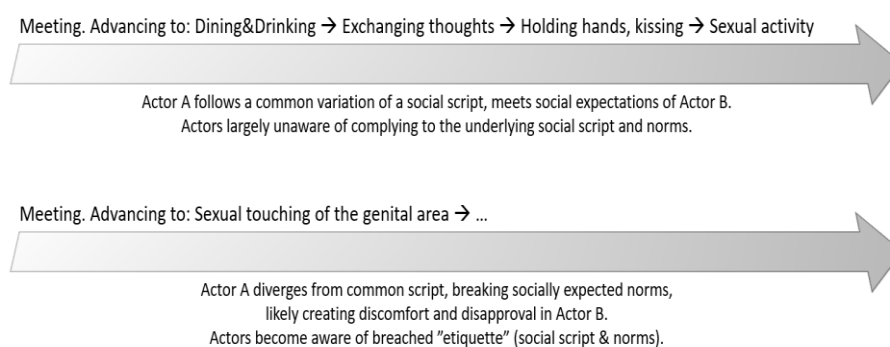 Meeting. Advancing to: Dining&Drinking → Exchanging thoughts → Holding hands, kissing → Sexual activity
Actor A follows a common variation of a social script, meets social expectations of Actor B.
Actors largely unaware of complying to the underlying social script and norms.
Meeting. Advancing to: Sexual touching of the genital area → ...
Actor A diverges from common script, breaking socially expected norms,
likely creating discomfort and disapproval in Actor B.
Actors become aware of breached ”etiquette” (social script & norms).